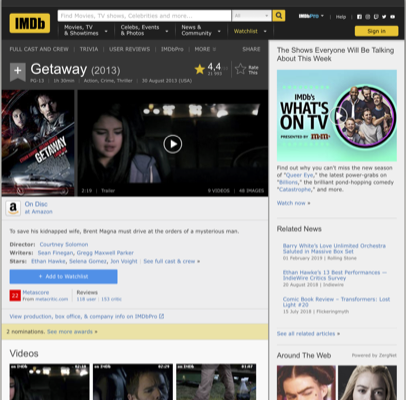 IMDb
Find Movies, TV shows, Celebrities and more...
All
IMDbPro
Help
Movies, TV
& Showtimes
Celebs, Events
& Photos
News &
Community
Watchlist
Sign in
FULL CAST AND CREW | TRIVIA | USER REVIEWS | IMDbPro | MORE
SHARE
+
Getaway (2013)
PG-13 | 1h 30min | Action, Crime, Thriller | 30 August 2013 (USA)
4,4
Rate
This
GETAWAY
2:19 | Trailer
9 VIDEOS | 48 IMAGES
a
On Disc
at Amazon
To save his kidnapped wife, Brent Magna must drive at the orders of a mysterious man.
Director: Courtney Solomon
Writers: Sean Finegan, Gregg Maxwell Parker
Stars: Ethan Hawke, Selena Gomez, Jon Voight | See full cast & crew »
+ Add to Watchlist
22
Metascore
From metacritic.com
Reviews
118 user | 153 critic
View production, box office, & company info on IMDbPro
2 nominations. See more awards »
Videos
The Shows Everyone Will Be Talking
About This Week
IMDb's
WHAT'S
ON TV
PRESENTED BY m&m's
Find out why you can't miss the new season
of "Queer Eye," the latest power-grabs on
"Billions," the brilliant pond-hopping comedy
"Catastrophe," and more.
Watch now »
Related News
Barry White's Love Unlimited Orchestra
Saluted in Massive Box Set
01 February 2019 | Rolling Stone
Ethan Hawke's 13 Best Performances —
IndieWire Critics Survey
20 August 2018 | Indiewire
Comic Book Review – Transformers: Lost
Light #20
15 July 2018 | Flickeringmyth
See all related articles »
Around The Web
Powered by ZergNet